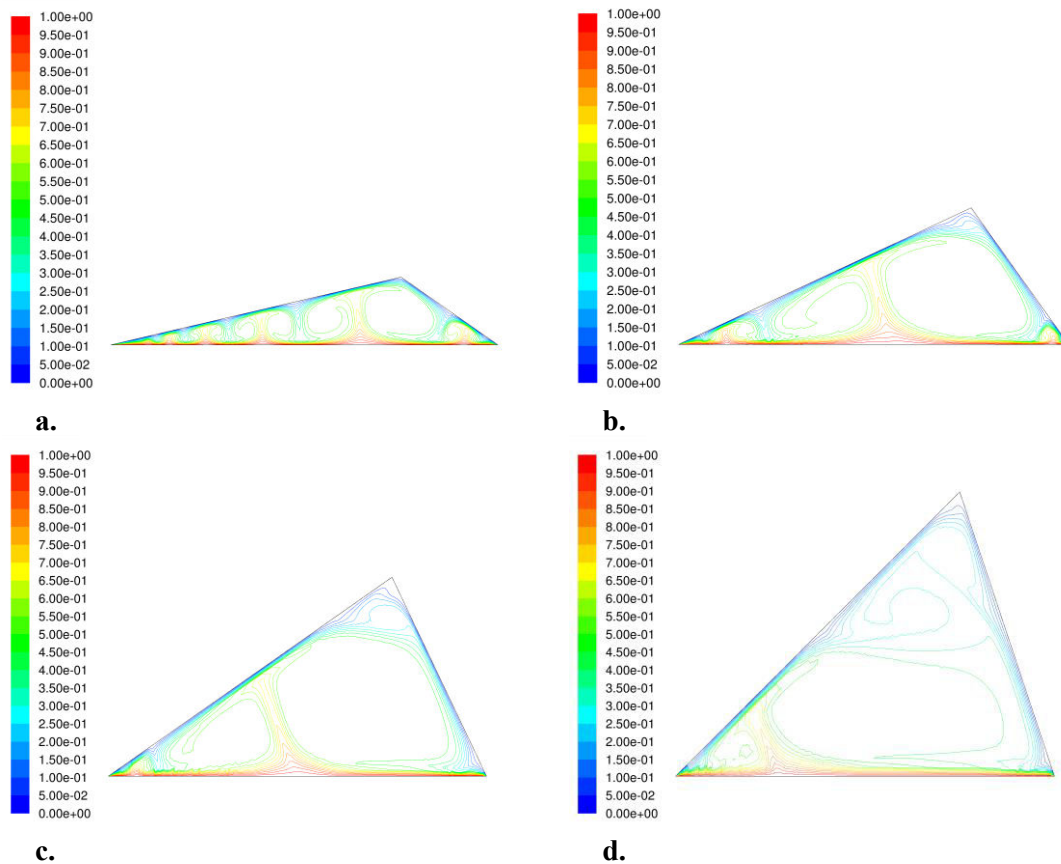 1.00e+00
9.50e-01
9.00e-01
8.50e-01
8.00e-01
7.50e-01
7.00e-01
6.50e-01
6.00e-01
5.50e-01
5.00e-01
4.50e-01
4.00e-01
3.50e-01
3.00e-01
2.50e-01
2.00e-01
1.50e-01
1.00e-01
5.00e-02
0.00e+00
a.
1.00e+00
9.50e-01
9.00e-01
8.50e-01
8.00e-01
7.50e-01
7.00e-01
6.50e-01
6.00e-01
5.50e-01
5.00e-01
4.50e-01
4.00e-01
3.50e-01
3.00e-01
2.50e-01
2.00e-01
1.50e-01
1.00e-01
5.00e-02
0.00e+00
b.
1.00e+00
9.50e-01
9.00e-01
8.50e-01
8.00e-01
7.50e-01
7.00e-01
6.50e-01
6.00e-01
5.50e-01
5.00e-01
4.50e-01
4.00e-01
3.50e-01
3.00e-01
2.50e-01
2.00e-01
1.50e-01
1.00e-01
5.00e-02
0.00e+00
c.
1.00e+00
9.50e-01
9.00e-01
8.50e-01
8.00e-01
7.50e-01
7.00e-01
6.50e-01
6.00e-01
5.50e-01
5.00e-01
4.50e-01
4.00e-01
3.50e-01
3.00e-01
2.50e-01
2.00e-01
1.50e-01
1.00e-01
5.00e-02
0.00e+00
d.